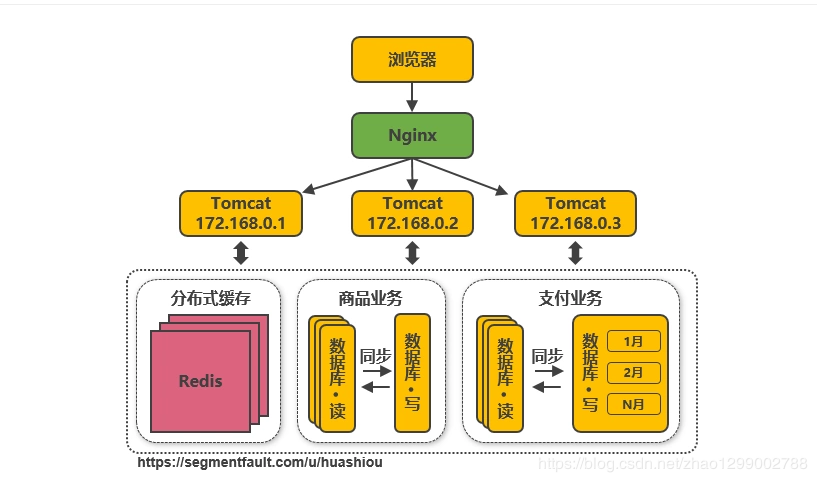 浏览器
Nginx
Tomcat
172.168.0.1
Tomcat
172.168.0.2
Tomcat
172.168.0.3
分布式缓存
Redis
商品业务
数据库·读
同步
数据库·写
支付业务
数据库·读
同步
数据库·写
1月
2月
N月
https://segmentfault.com/u/huashiou
https://blog.csdn.net/zhao1299002788